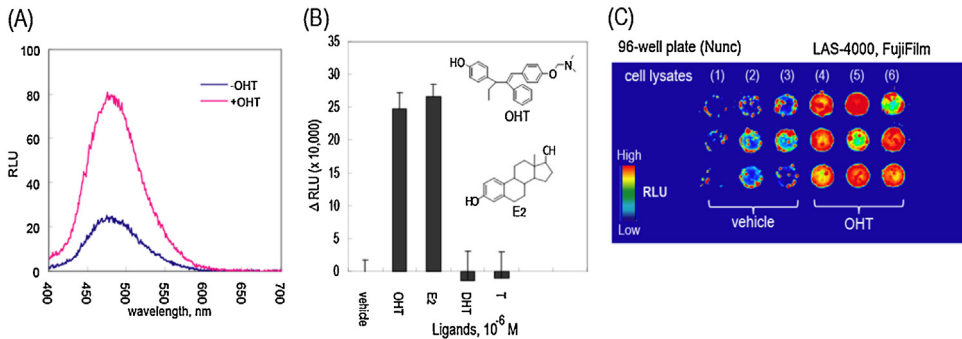 (A)
100
80
60
40
20
0
RLU
-OHT
+OHT
400
450
500
550
600
650
700
wavelength, nm
(B)
35
30
25
20
15
10
5
0
5
Δ RLU (x 10,000)
HO
O
N
OHT
OH
HO
E2
vehicle
OHT
E2
DHT
T
Ligands, 10-6 M
(C)
96-well plate (Nunc) LAS-4000, FujiFilm
cell lysates (1) (2) (3) (4) (5) (6)
High
RLU
Low
vehicle OHT